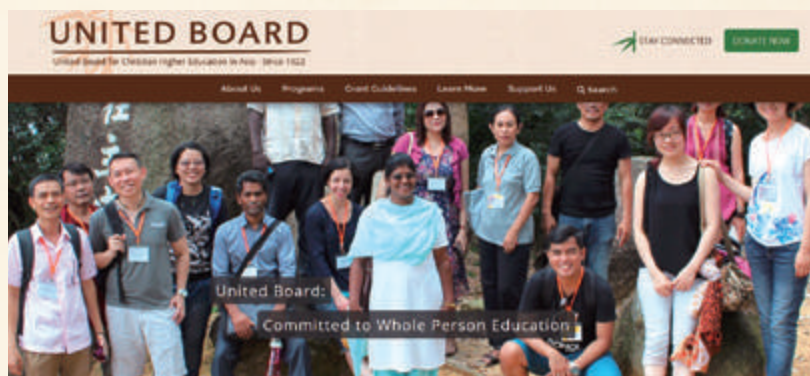 UNITED BOARD
United Board for Christian Higher Education in Asia · Since 1922
STAY CONNECTED
DONATE NOW
About Us Programs Grant Guidelines Learn More Support Us Search
United Board:
Committed to Whole Person Education